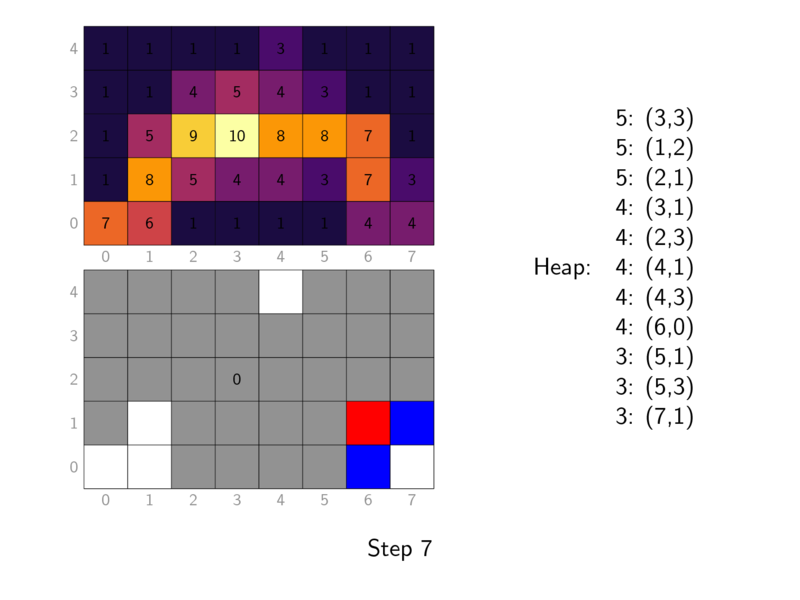 4 1 1 1 1 3 1 1 1
3 1 1 4 5 4 3 1 1
2 1 5 9 10 8 8 7 1
1 1 8 5 4 4 3 7 3
0 7 6 1 1 1 1 4 4
0 1 2 3 4 5 6 7
4
3
2 0
1
0
0 1 2 3 4 5 6 7
Heap:
5: (3,3)
5: (1,2)
5: (2,1)
4: (3,1)
4: (2,3)
4: (4,1)
4: (4,3)
4: (6,0)
3: (5,1)
3: (5,3)
3: (7,1)
Step 7